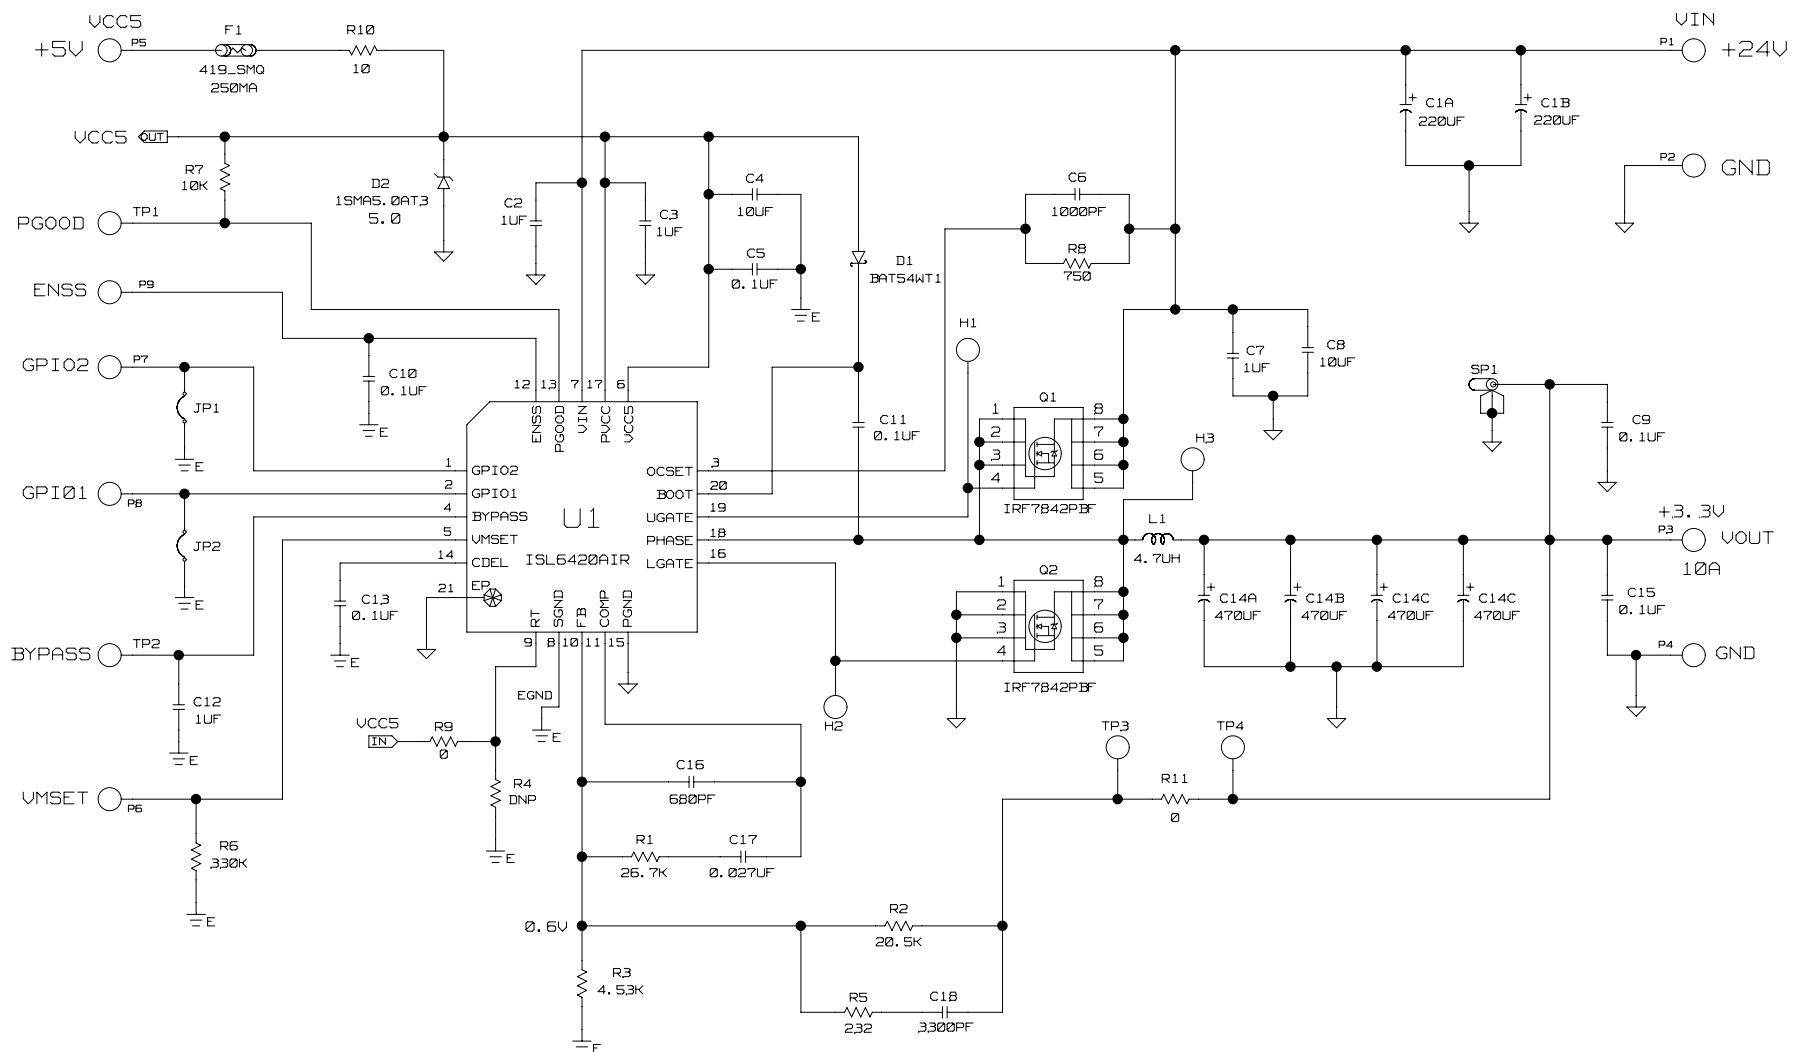 VCC5
+5V
P5
F1
419_SMQ
250MA
R10
10
VIN
P1
+24V
C1A
220UF
C1B
220UF
P2
GND
VCC5
OUT
R7
10K
PGOOD
TP1
D2
1SMA5.0AT3
5.0
C2
1UF
C3
1UF
C4
10UF
C5
0.1UF
E
D1
BAT54WT1
C6
1000PF
R8
750
ENSS
P9
GPIO2
P7
JP1
E
C10
0.1UF
E
12 13 7 17 6
ENSS
PGOOD
VIN
PVCC
VCC5
H1
C11
0.1UF
C7
1UF
C8
10UF
Q1
1
2
3
4
8
7
6
5
IRF7842PBF
H3
SP1
C9
0.1UF
GPIO1
P8
JP2
E
1 GPIO2
2 GPIO1
4 BYPASS
5 VMSET
14 CDEL
21 EP
U1
ISL6420AIR
OCSET 3
BOOT 20
UGATE 19
PHASE 18
LGATE 16
RT
SGND
FB
COMP
PGND
9 8 10 11 15
C13
0.1UF
E
L1
4.7UH
+3.3V
P3
VOUT
10A
Q2
1
2
3
4
8
7
6
5
IRF7842PBF
C14A
470UF
C14B
470UF
C14C
470UF
C14C
470UF
C15
0.1UF
P4
GND
BYPASS
TP2
C12
1UF
E
EGND
E
H2
VCC5
IN
R9
0
R4
DNP
E
TP3
TP4
R11
0
VMSET
P6
R6
330K
E
C16
680PF
R1
26.7K
C17
0.027UF
0.6V
R2
20.5K
R3
4.53K
E
R5
232
C18
3300PF